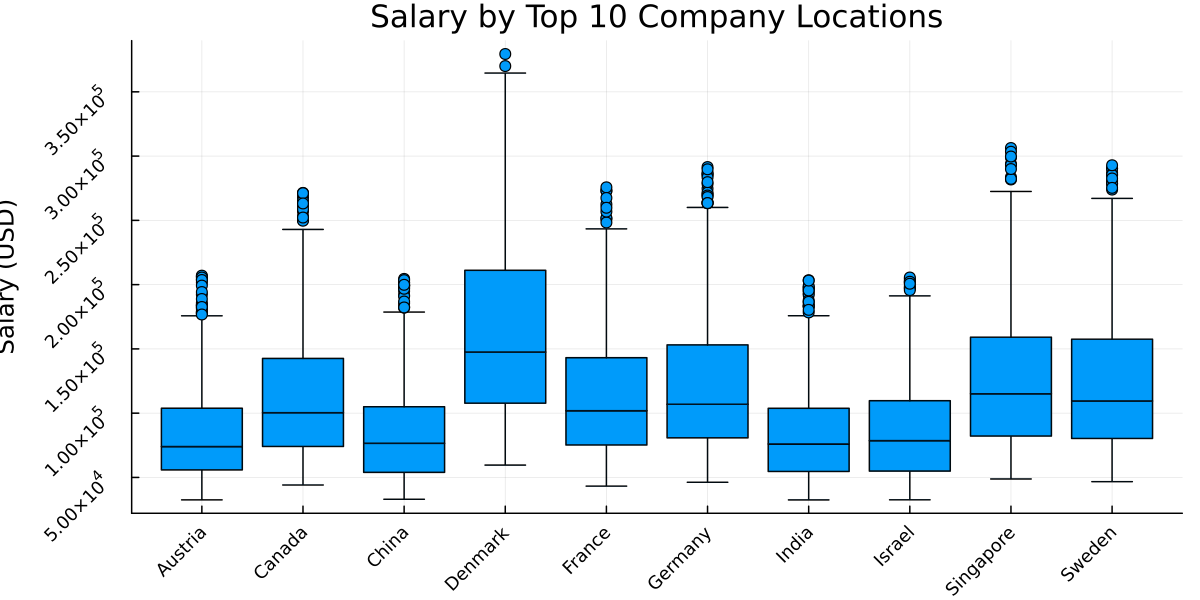 Salary by Top 10 Company Locations
Salary (USD)
3.50×10⁵
3.00×10⁵
2.50×10⁵
2.00×10⁵
1.50×10⁵
1.00×10⁵
5.00×10⁴
Austria
Canada
China
Denmark
France
Germany
India
Israel
Singapore
Sweden